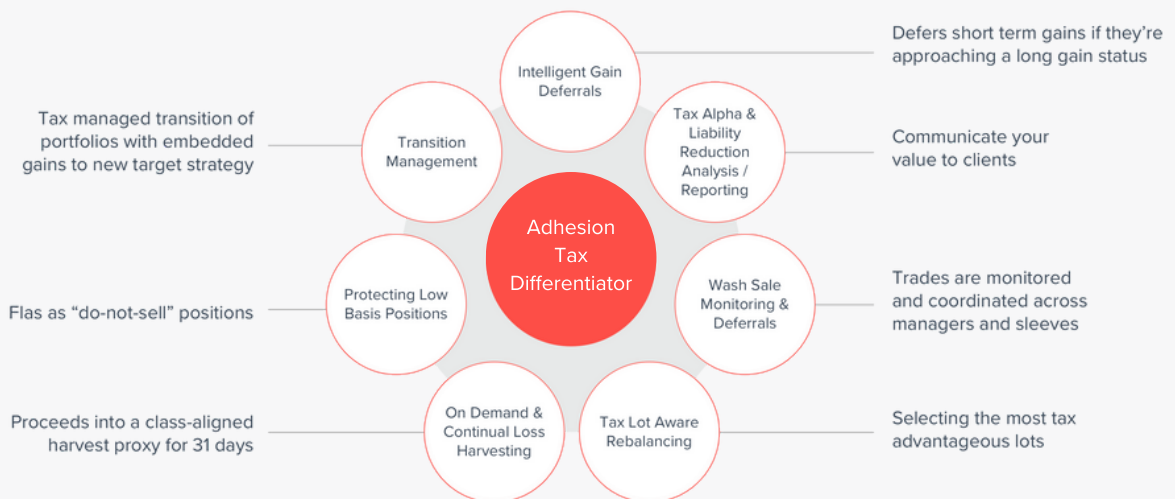 Intelligent Gain
Deferrals
Defers short term gains if they're
approaching a long gain status
Tax Alpha &
Liability
Reduction
Analysis /
Reporting
Communicate your
value to clients
Wash Sale
Monitoring &
Deferrals
Trades are monitored
and coordinated across
managers and sleeves
Tax Lot Aware
Rebalancing
Selecting the most tax
advantageous lots
On Demand &
Continual Loss
Harvesting
Proceeds into a class-aligned
harvest proxy for 31 days
Protecting Low
Basis Positions
Flas as “do-not-sell” positions
Transition
Management
Tax managed transition of
portfolios with embedded
gains to new target strategy
Adhesion
Tax
Differentiator